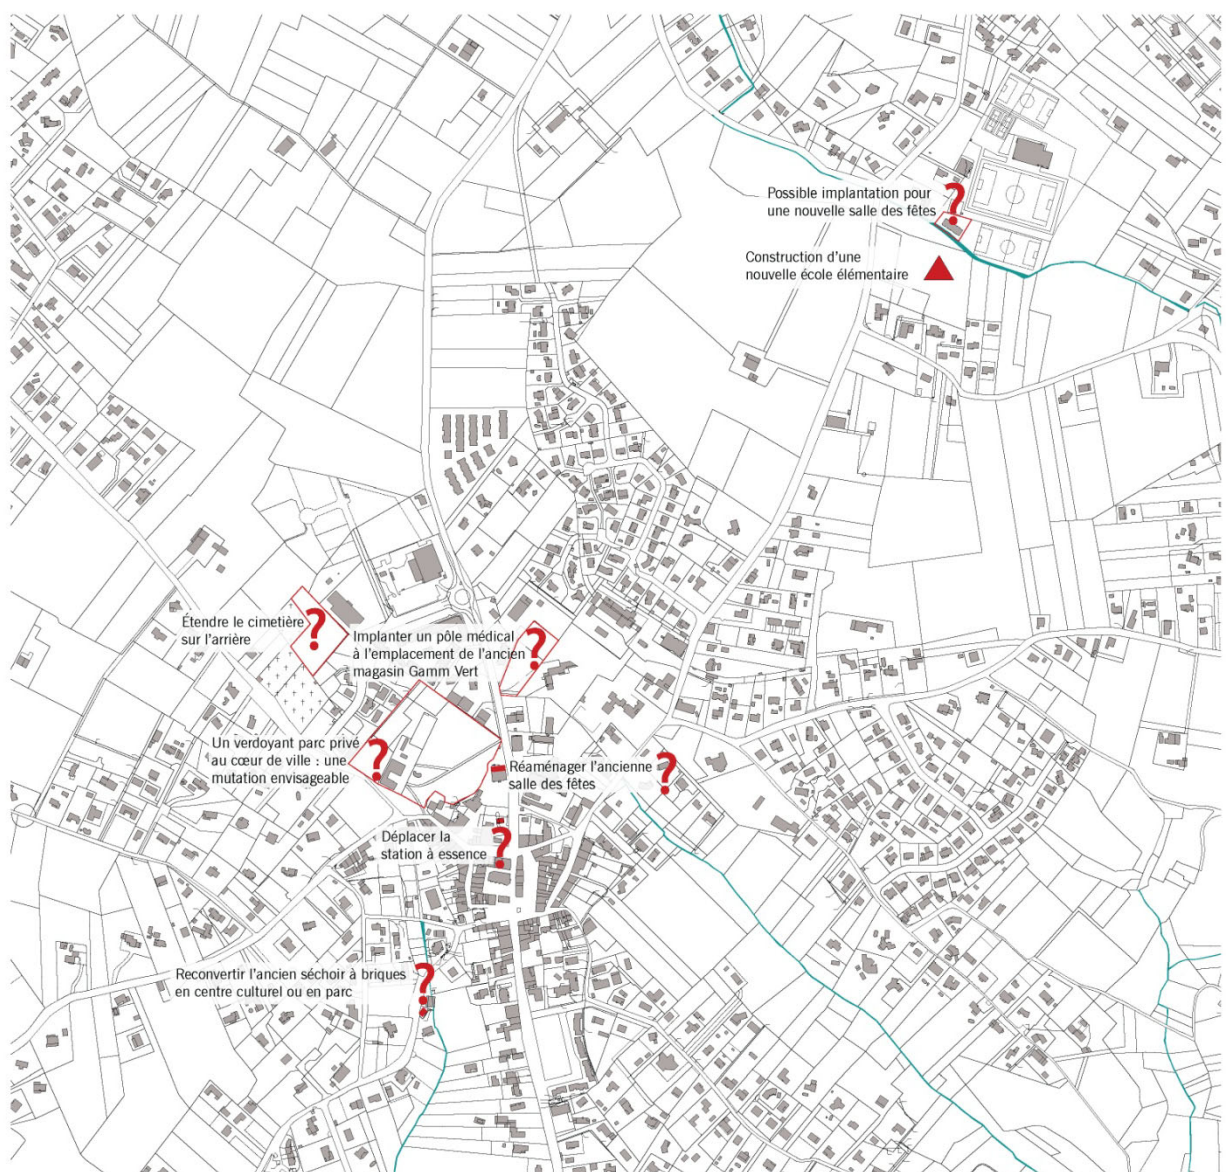 Possible implantation pour
une nouvelle salle des fêtes
?
Construction d’une
nouvelle école élémentaire
Étendre le cimetière
sur l’arrière
?
Implanter un pôle médical
à l’emplacement de l’ancien
magasin Gamm Vert
?
Un verdoyant parc privé
au cœur de ville : une
mutation envisageable
?
Réaménager l’ancienne
salle des fêtes
?
Déplacer la
station à essence
?
Reconvertir l’ancien séchoir à briques
en centre culturel ou en parc
?